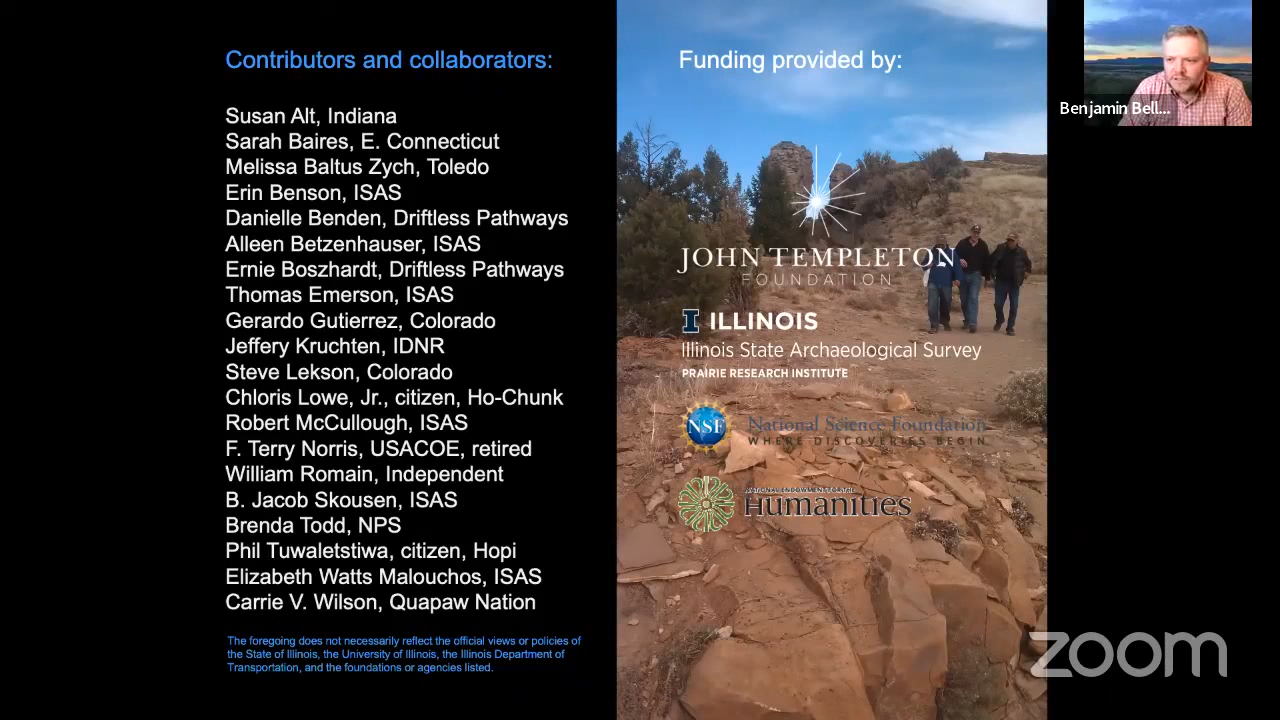 Contributors and collaborators:
Susan Alt, Indiana
Sarah Baires, E. Connecticut
Melissa Baltus Zych, Toledo
Erin Benson, ISAS
Danielle Benden, Driftless Pathways
Alleen Betzenhauser, ISAS
Ernie Boszhardt, Driftless Pathways
Thomas Emerson, ISAS
Gerardo Gutierrez, Colorado
Jeffery Kruchten, IDNR
Steve Lekson, Colorado
Chloris Lowe, Jr., citizen, Ho-Chunk
Robert McCullough, ISAS
F. Terry Norris, USACOE, retired
William Romain, Independent
B. Jacob Skousen, ISAS
Brenda Todd, NPS
Phil Tuwaletstiwa, citizen, Hopi
Elizabeth Watts Malouchos, ISAS
Carrie V. Wilson, Quapaw Nation
The foregoing does not necessarily reflect the official views or policies of
the State of Illinois, the University of Illinois, the Illinois Department of
Transportation, and the foundations or agencies listed.
Funding provided by:
JOHN TEMPLETON
FOUNDATION
I ILLINOIS
Illinois State Archaeological Survey
PRAIRIE RESEARCH INSTITUTE
NSF
National Science Foundation
WHERE DISCOVERIES BEGIN
NATIONAL ENDOWMENT FOR THE
Humanities
Benjamin Bell...
zoom